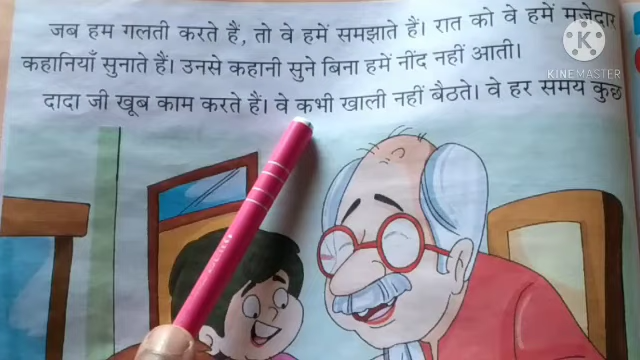 जब हम गलती करते हैं, तो वे हमें समझाते हैं। रात को वे हमें मजेदार
कहानियाँ सुनाते हैं। उनसे कहानी सुने बिना हमें नींद नहीं आती।
दादा जी खूब काम करते हैं। वे कभी खाली नहीं बैठते। वे हर समय कुछ
KINEMASTER